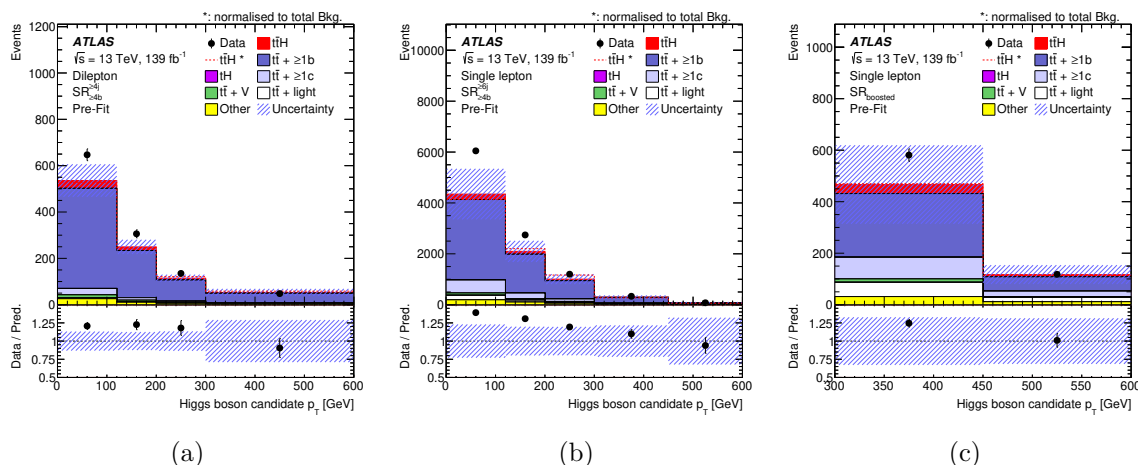 *: normalised to total Bkg.
Events
1200
1000
800
600
400
200
0
ATLAS
√s = 13 TeV, 139 fb⁻¹
Dilepton
SR≥4j ≥4b
Pre-Fit
Data
tt̄H
tt̄H *
tt̄ + ≥1b
tH
tt̄ + ≥1c
tt̄ + V
tt̄ + light
Other
Uncertainty
Data / Pred.
1.25
1
0.75
0.5
0 100 200 300 400 500 600
Higgs boson candidate pT [GeV]
(a)
*: normalised to total Bkg.
Events
10000
8000
6000
4000
2000
0
ATLAS
√s = 13 TeV, 139 fb⁻¹
Single lepton
SR≥6j ≥4b
Pre-Fit
Data
tt̄H
tt̄H *
tt̄ + ≥1b
tH
tt̄ + ≥1c
tt̄ + V
tt̄ + light
Other
Uncertainty
Data / Pred.
1.25
1
0.75
0.5
0 100 200 300 400 500 600
Higgs boson candidate pT [GeV]
(b)
*: normalised to total Bkg.
Events
1000
800
600
400
200
0
ATLAS
√s = 13 TeV, 139 fb⁻¹
Single lepton
SRboosted
Pre-Fit
Data
tt̄H
tt̄H *
tt̄ + ≥1b
tH
tt̄ + ≥1c
tt̄ + V
tt̄ + light
Other
Uncertainty
Data / Pred.
1.25
1
0.75
0.5
300 350 400 450 500 550 600
Higgs boson candidate pT [GeV]
(c)